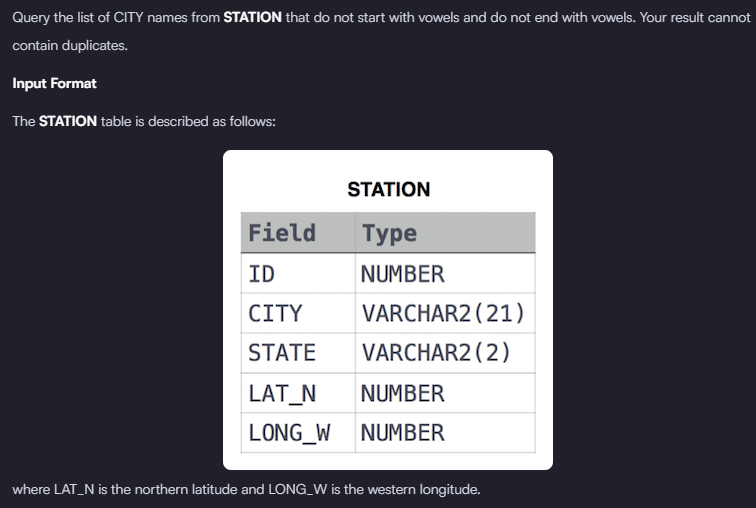 Query the list of CITY names from STATION that do not start with vowels and do not end with vowels. Your result cannot
contain duplicates.
Input Format
The STATION table is described as follows:
STATION
Field Type
ID NUMBER
CITY VARCHAR2(21)
STATE VARCHAR2(2)
LAT_N NUMBER
LONG_W NUMBER
where LAT_N is the northern latitude and LONG_W is the western longitude.